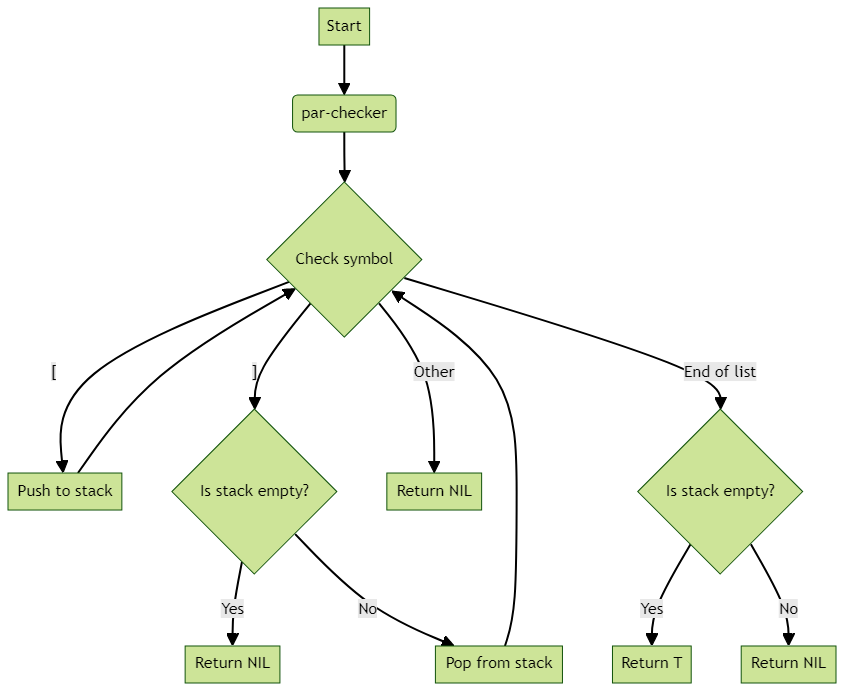 Start
par-checker
Check symbol
[
]
Other
End of list
Push to stack
Is stack empty?
Return NIL
Is stack empty?
Yes
No
Yes
No
Return NIL
Pop from stack
Return T
Return NIL